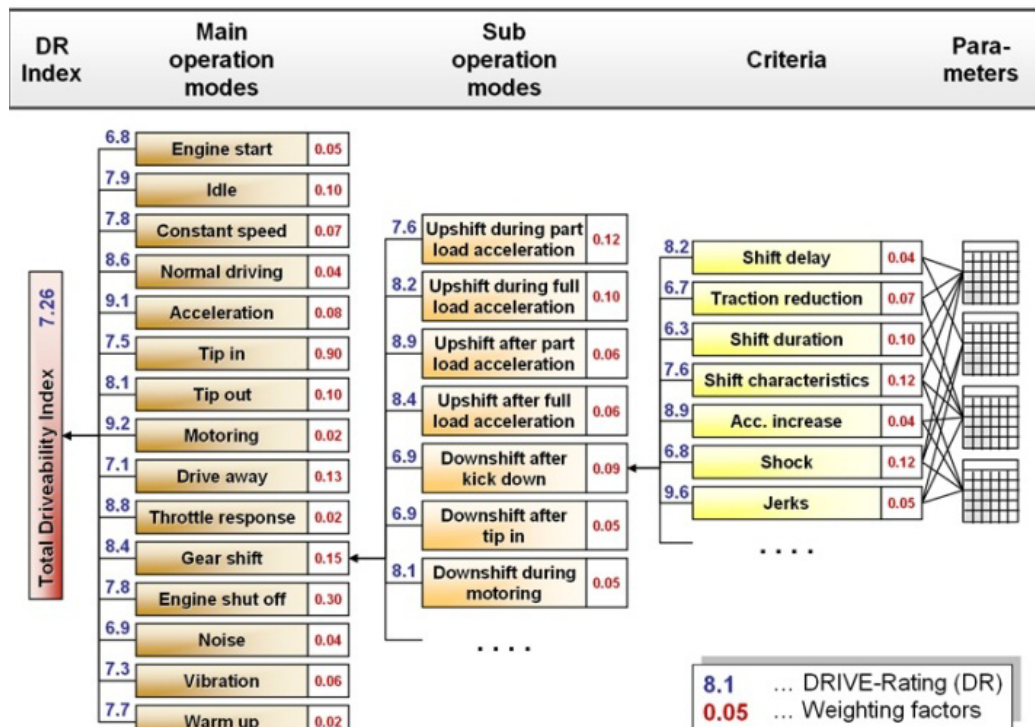 DR
Index
Main
operation
modes
Sub
operation
modes
Criteria
Para-
meters
Total Driveability Index 7.26
6.8 Engine start 0.05
7.9 Idle 0.10
7.8 Constant speed 0.07
8.6 Normal driving 0.04
9.1 Acceleration 0.08
7.5 Tip in 0.90
8.1 Tip out 0.10
9.2 Motoring 0.02
7.1 Drive away 0.13
8.8 Throttle response 0.02
8.4 Gear shift 0.15
7.8 Engine shut off 0.30
6.9 Noise 0.04
7.3 Vibration 0.06
7.7 Warm up 0.02
7.6 Upshift during part
load acceleration 0.12
8.2 Upshift during full
load acceleration 0.10
8.9 Upshift after part
load acceleration 0.06
8.4 Upshift after full
load acceleration 0.06
6.9 Downshift after
kick down 0.09
6.9 Downshift after
tip in 0.05
8.1 Downshift during
motoring 0.05
. . . .
8.2 Shift delay 0.04
6.7 Traction reduction 0.07
6.3 Shift duration 0.10
7.6 Shift characteristics 0.12
8.9 Acc. increase 0.04
6.8 Shock 0.12
9.6 Jerks 0.05
. . . .
8.1 ... DRIVE-Rating (DR)
0.05 ... Weighting factors